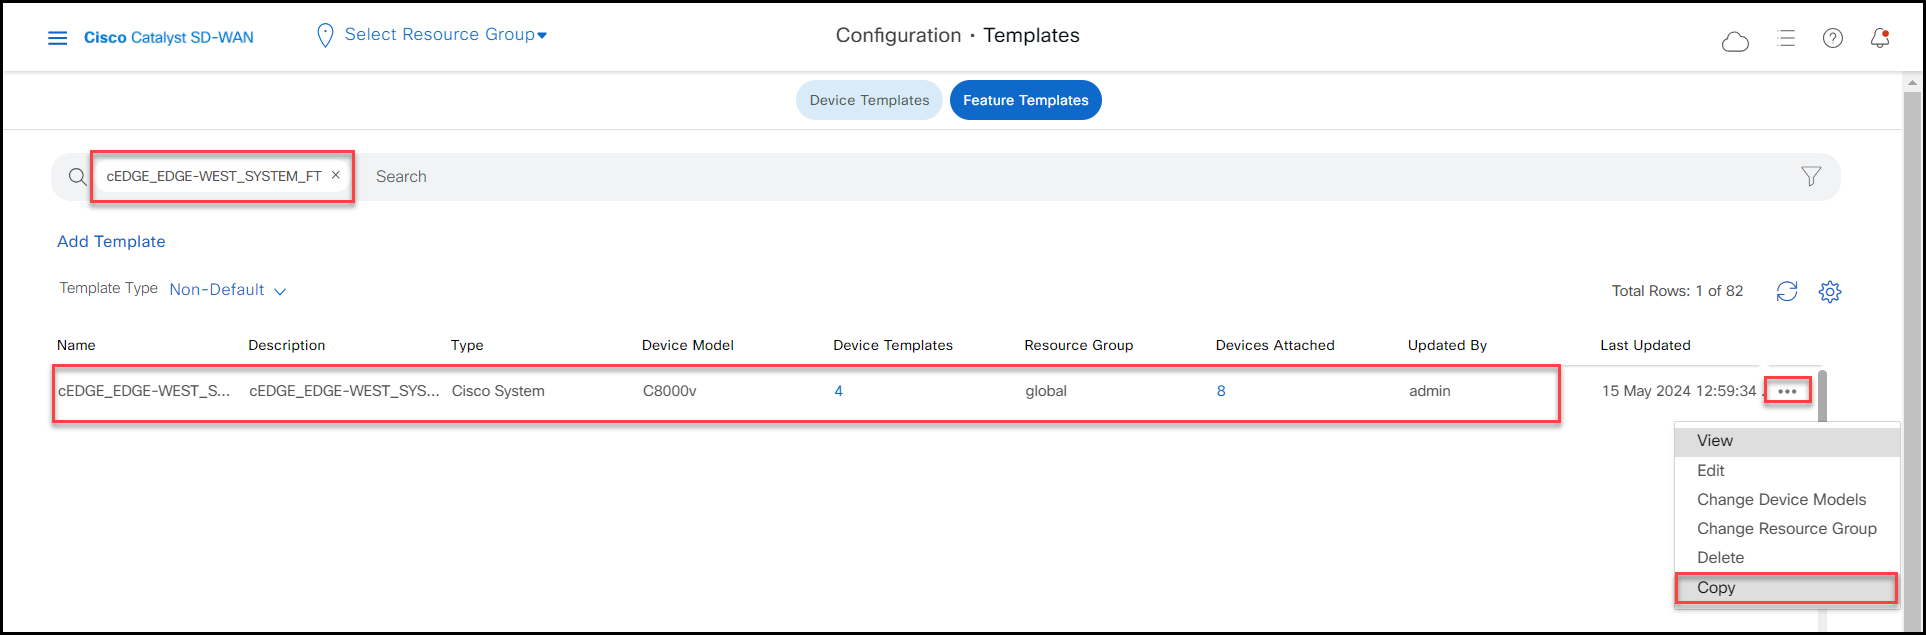 Cisco Catalyst SD-WAN
Select Resource Group
Configuration · Templates
Device Templates
Feature Templates
cEDGE_EDGE-WEST_SYSTEM_FT ×
Search
Add Template
Template Type Non-Default
Total Rows: 1 of 82
Name Description Type Device Model Device Templates Resource Group Devices Attached Updated By Last Updated
cEDGE_EDGE-WEST_S... cEDGE_EDGE-WEST_SYS... Cisco System C8000v 4 global 8 admin 15 May 2024 12:59:34 . •••
View
Edit
Change Device Models
Change Resource Group
Delete
Copy